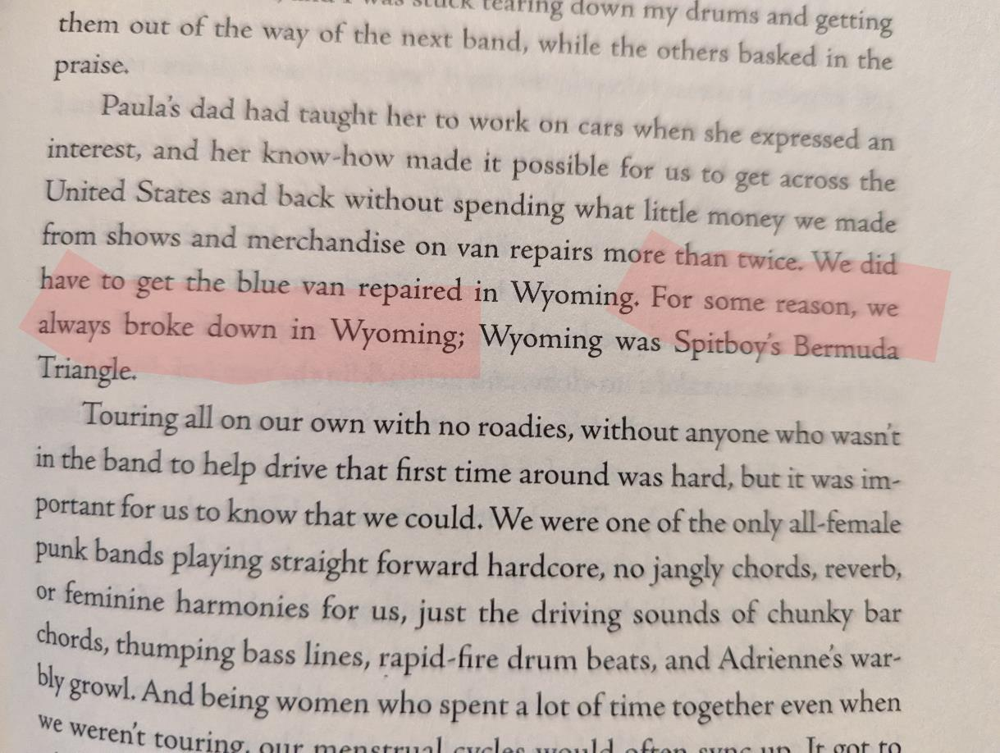 was stuck tearing down my drums and getting
them out of the way of the next band, while the others basked in the
praise.
Paula's dad had taught her to work on cars when she expressed an
interest, and her know-how made it possible for us to get across the
United States and back without spending what little money we made
from shows and merchandise on van repairs more than twice. We did
have to get the blue van repaired in Wyoming. For some reason, we
always broke down in Wyoming; Wyoming was Spitboy's Bermuda
Triangle.
Touring all on our own with no roadies, without anyone who wasn't
in the band to help drive that first time around was hard, but it was im-
portant for us to know that we could. We were one of the only all-female
punk bands playing straight forward hardcore, no jangly chords, reverb,
or feminine harmonies for us, just the driving sounds of chunky bar
chords, thumping bass lines, rapid-fire drum beats, and Adrienne's war-
bly growl. And being women who spent a lot of time together even when
we weren't touring, our menstrual cycles would often sync up. It got to